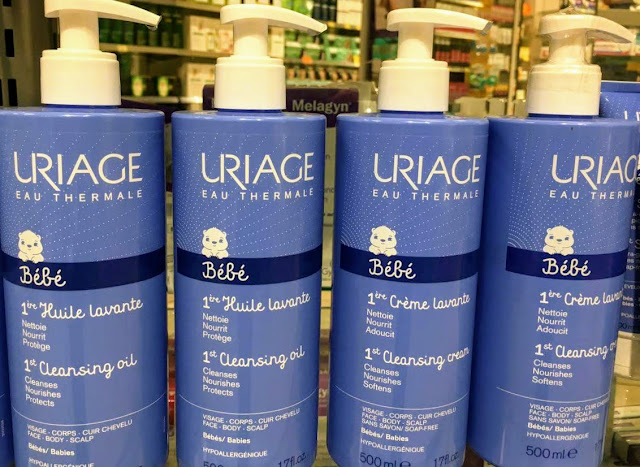 Melagyn®
URIAGE
EAU THERMALE
Bébé
1ère Huile lavante
Nettoie
Nourrit
Protège
1st Cleansing oil
Cleanses
Nourishes
Protects
VISAGE - CORPS - CUIR CHEVELU
FACE - BODY - SCALP
Bébés/ Babies
HYPOALLERGÉNIQUE
URIAGE
EAU THERMALE
Bébé
1ère Huile lavante
Nettoie
Nourrit
Protège
1st Cleansing oil
Cleanses
Nourishes
Protects
VISAGE - CORPS - CUIR CHEVELU
FACE - BODY - SCALP
Bébés/ Babies
HYPOALLERGÉNIQUE
URIAGE
EAU THERMALE
Bébé
1ère Crème lavante
Nettoie
Nourrit
Adoucit
1st Cleansing cream
Cleanses
Nourishes
Softens
VISAGE - CORPS - CUIR CHEVELU
FACE - BODY - SCALP
SANS SAVON/ SOAP-FREE
Bébés/ Babies
HYPOALLERGÉNIQUE
500 ml e
URIAGE
EAU THERMALE
Bébé
1ère Crème
Nettoie
Nourrit
Adoucit
1st Cleansing
Cleanses
Nourishes
Softens
VISAGE - CORPS - CUIR
FACE - BODY - SCALP
SANS SAVON/ SOAP-FREE
Bébés/ Babies
HYPOALLERGÉNIQUE
500 ml